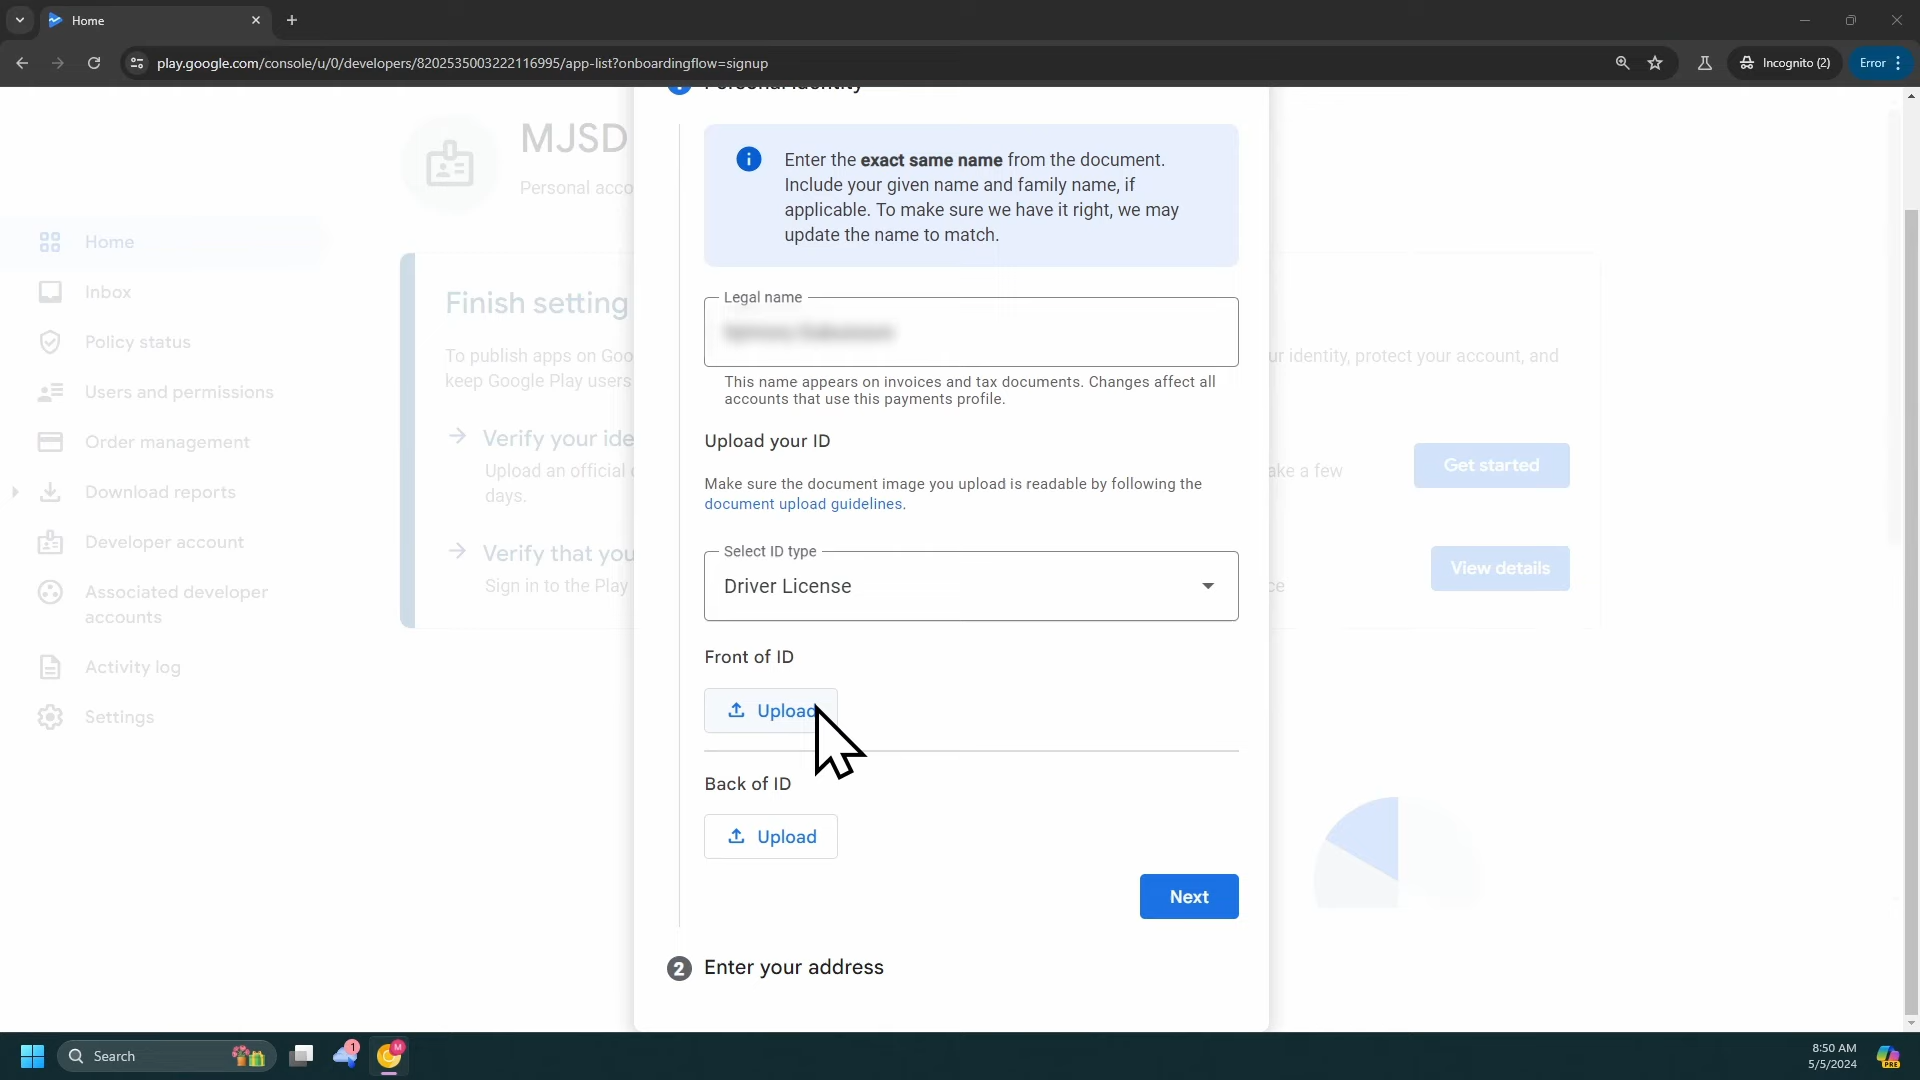 Home
play.google.com/console/u/0/developers/8202535003222116995/app-list?onboardingflow=signup
Incognito (2)
Error
MJSD
Personal acco
Home
Inbox
Policy status
Users and permissions
Order management
Download reports
Developer account
Associated developer
accounts
Activity log
Settings
Finish setting
To publish apps on Goo
keep Google Play users
ur identity, protect your account, and
Verify your ide
Upload an official
ake a few
days.
Get started
Verify that you
Sign in to the Play
ce
View details
Enter the exact same name from the document.
Include your given name and family name, if
applicable. To make sure we have it right, we may
update the name to match.
Legal name
This name appears on invoices and tax documents. Changes affect all
accounts that use this payments profile.
Upload your ID
Make sure the document image you upload is readable by following the
document upload guidelines.
Select ID type
Driver License
Front of ID
Upload
Back of ID
Upload
Next
2 Enter your address
Search
1
M
8:50 AM
5/5/2024
PRE